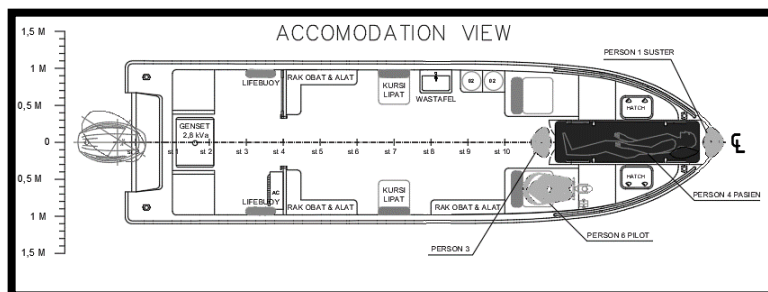 ACCOMODATION VIEW
1,5 M
1 M
0,5 M
0
0,5 M
1 M
1,5 M
PERSON 1 SUSTER
LIFEBUOY
RAK OBAT & ALAT
KURSI
LIPAT
WASTAFEL
O2
O2
HATCH
GENSET
2,8 kVa
st 1
st 2
st 3
st 4
st 5
st 6
st 7
st 8
st 9
st 10
CL
AC
LIFEBUOY
RAK OBAT & ALAT
KURSI
LIPAT
RAK OBAT & ALAT
HATCH
PERSON 4 PASIEN
PERSON 3
PERSON 6 PILOT